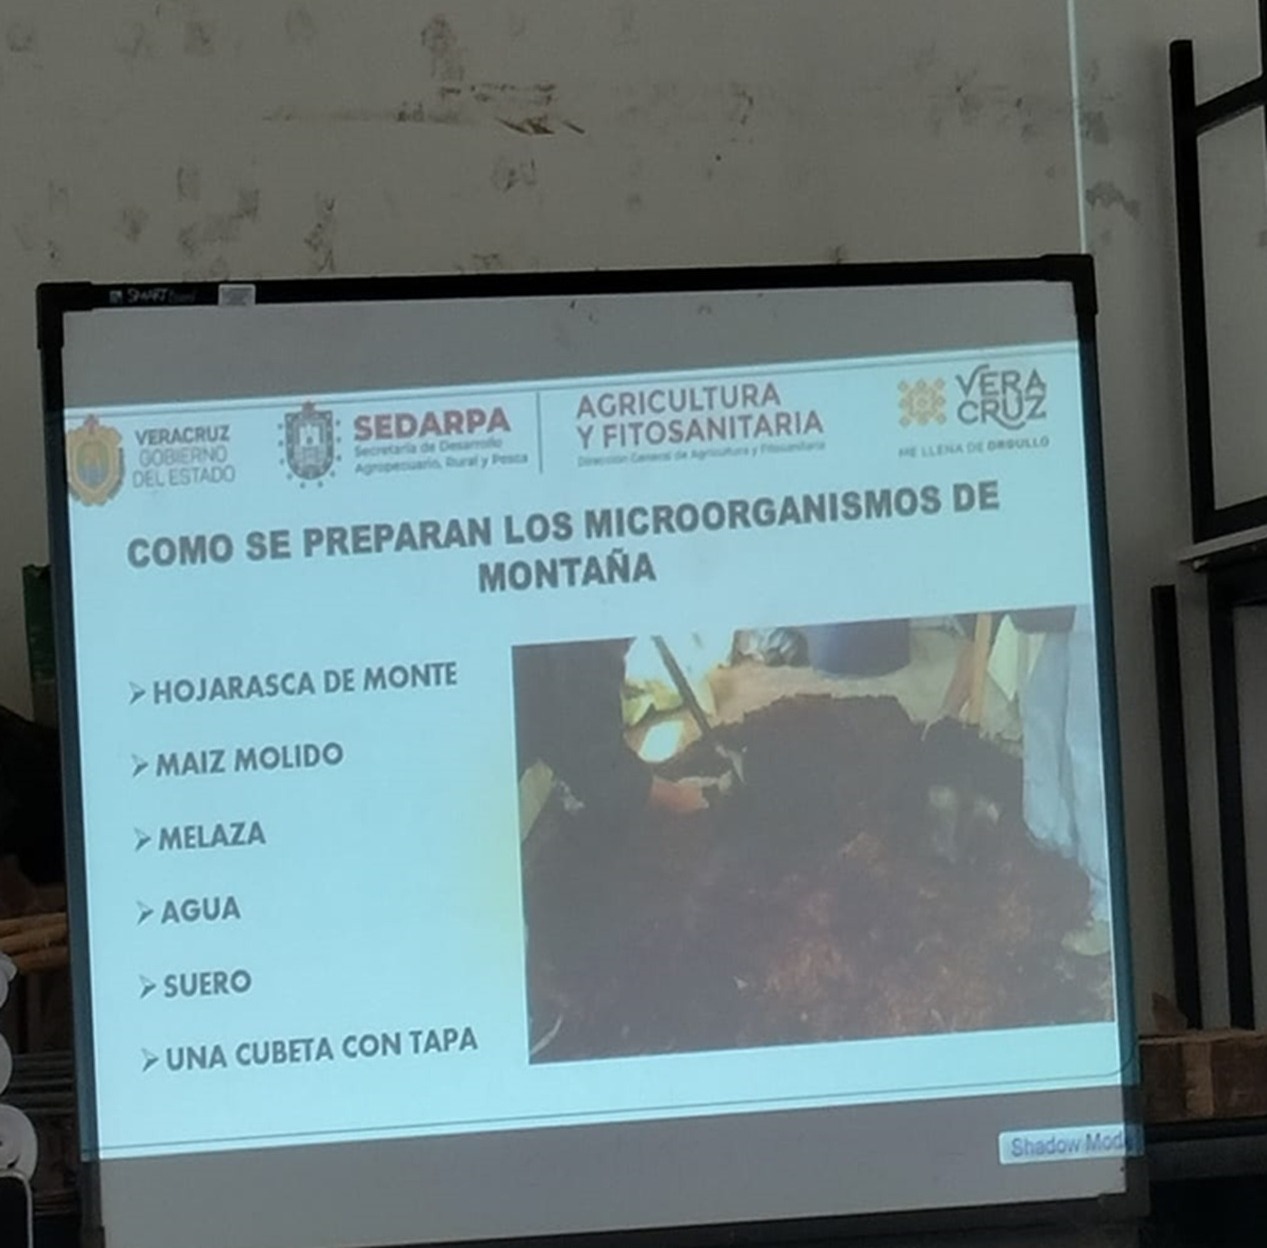 SMART Board
VERACRUZ
GOBIERNO
DEL ESTADO
SEDARPA
Secretaría de Desarrollo
Agropecuario, Rural y Pesca
AGRICULTURA
Y FITOSANITARIA
Dirección General de Agricultura y Fitosanitaria
VERA
CRUZ
ME LLENA DE ORGULLO
COMO SE PREPARAN LOS MICROORGANISMOS DE
MONTAÑA
➢ HOJARASCA DE MONTE
➢ MAIZ MOLIDO
➢ MELAZA
➢ AGUA
➢ SUERO
➢ UNA CUBETA CON TAPA
Shadow Mode